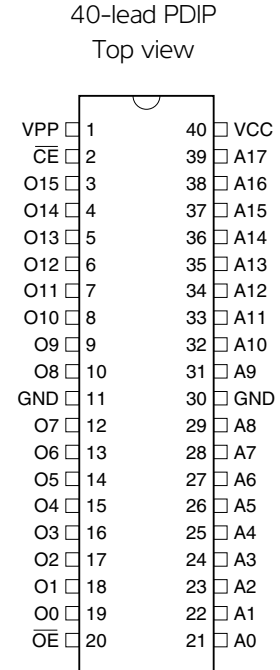 40-lead PDIP
Top view
VPP 1 40 VCC
C̅E̅ 2 39 A17
O15 3 38 A16
O14 4 37 A15
O13 5 36 A14
O12 6 35 A13
O11 7 34 A12
O10 8 33 A11
O9 9 32 A10
O8 10 31 A9
GND 11 30 GND
O7 12 29 A8
O6 13 28 A7
O5 14 27 A6
O4 15 26 A5
O3 16 25 A4
O2 17 24 A3
O1 18 23 A2
O0 19 22 A1
O̅E̅ 20 21 A0